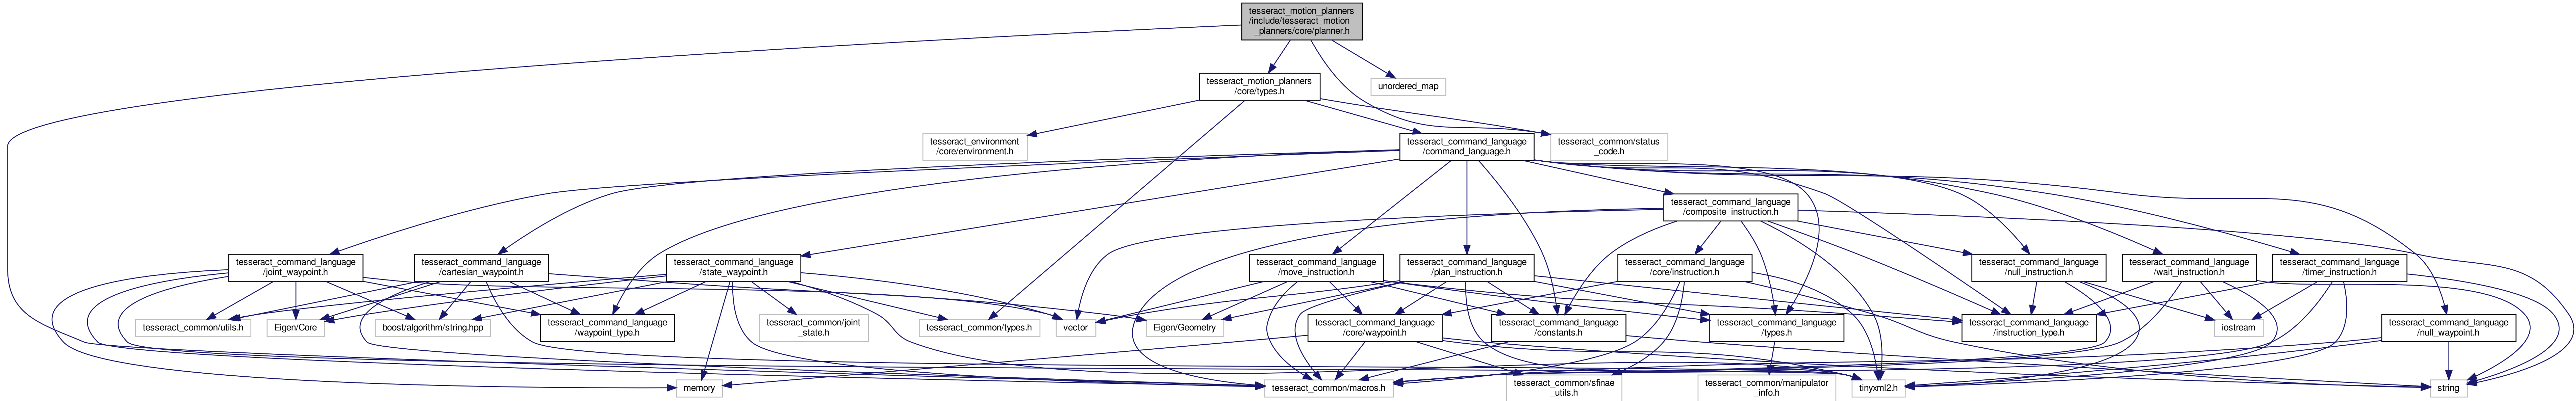 tesseract_motion_planners
/include/tesseract_motion
_planners/core/planner.h
tesseract_motion_planners
/core/types.h
unordered_map
tesseract_environment
/core/environment.h
tesseract_command_language
/command_language.h
tesseract_common/status
_code.h
tesseract_command_language
/composite_instruction.h
tesseract_command_language
/joint_waypoint.h
tesseract_command_language
/cartesian_waypoint.h
tesseract_command_language
/state_waypoint.h
tesseract_command_language
/move_instruction.h
tesseract_command_language
/plan_instruction.h
tesseract_command_language
/core/instruction.h
tesseract_command_language
/null_instruction.h
tesseract_command_language
/wait_instruction.h
tesseract_command_language
/timer_instruction.h
tesseract_common/utils.h
Eigen/Core
boost/algorithm/string.hpp
tesseract_command_language
/waypoint_type.h
tesseract_common/joint
_state.h
tesseract_common/types.h
vector
Eigen/Geometry
tesseract_command_language
/core/waypoint.h
tesseract_command_language
/constants.h
tesseract_command_language
/types.h
tesseract_command_language
/instruction_type.h
iostream
tesseract_command_language
/null_waypoint.h
memory
tesseract_common/macros.h
tesseract_common/sfinae
_utils.h
tesseract_common/manipulator
_info.h
tinyxml2.h
string